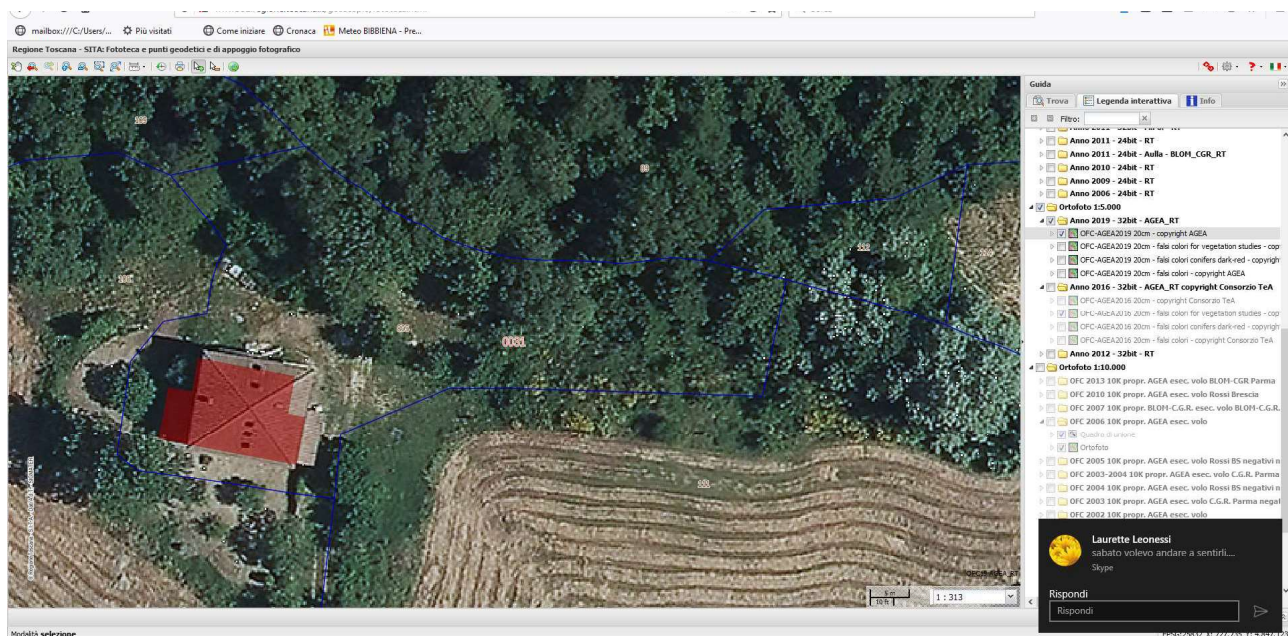 mailbox:///C:/Users/... Più visitati Come iniziare Cronaca Meteo BIBBIENA - Pre...
Regione Toscana - SITA: Fototeca e punti geodetici e di appoggio fotografico
Guida
Trova Legenda interattiva Info
Filtro:
Anno 2011 - 24bit - RT
Anno 2011 - 24bit - Aulla - BLOM_CGR_RT
Anno 2010 - 24bit - RT
Anno 2009 - 24bit - RT
Anno 2006 - 24bit - RT
Ortofoto 1:5.000
Anno 2019 - 32bit - AGEA_RT
OFC-AGEA2019 20cm - copyright AGEA
OFC-AGEA2019 20cm - falsi colori for vegetation studies - cop
OFC-AGEA2019 20cm - falsi colori conifers dark-red - copyrigh
OFC-AGEA2019 20cm - falsi colori - copyright AGEA
Anno 2016 - 32bit - AGEA_RT copyright Consorzio TeA
OFC-AGEA2016 20cm - copyright Consorzio TeA
OFC-AGEA2016 20cm - falsi colori for vegetation studies - cop
OFC-AGEA2016 20cm - falsi colori conifers dark-red - copyrigh
OFC-AGEA2016 20cm - falsi colori - copyright Consorzio TeA
Anno 2012 - 32bit - RT
Ortofoto 1:10.000
OFC 2013 10K propr. AGEA esec. volo BLOM-CGR Parma
OFC 2010 10K propr. AGEA esec. volo Rossi Brescia
OFC 2007 10K propr. BLOM-C.G.R. esec. volo BLOM-C.G.R.
OFC 2006 10K propr. AGEA esec. volo
Quadro di unione
Ortofoto
OFC 2005 10K propr. AGEA esec. volo Rossi BS negativi n
OFC 2003-2004 10K propr. AGEA esec. volo C.G.R. Parma
OFC 2004 10K propr. AGEA esec. volo Rossi BS negativi n
OFC 2003 10K propr. AGEA esec. volo C.G.R. Parma negat
OFC 2002 10K propr. AGEA esec. volo
89
0081
5 m
10 ft
1 : 313
Laurette Leonessi
sabato volevo andare a sentirli....
Skype
Rispondi
Rispondi
Modalità selezione